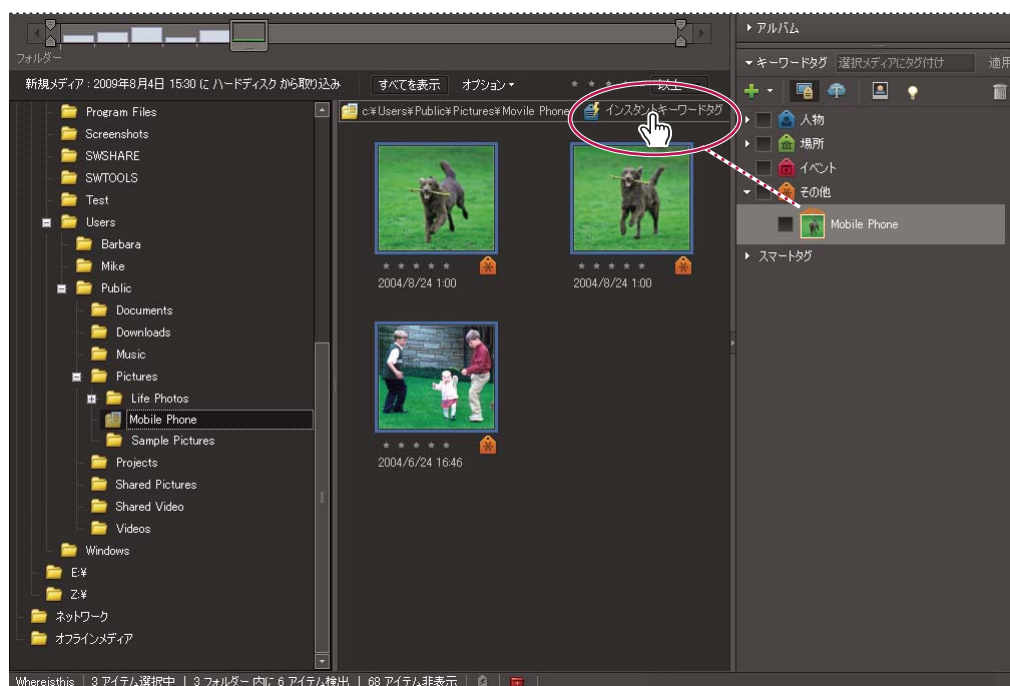 フォルダー
新規メディア : 2009年8月4日 15:30 に ハードディスク から取り込み
すべてを表示
オプション
以上
Program Files
Screenshots
SWSHARE
SWTOOLS
Test
Users
Barbara
Mike
Public
Documents
Downloads
Music
Pictures
Life Photos
Mobile Phone
Sample Pictures
Projects
Shared Pictures
Shared Video
Videos
Windows
E:¥
Z:¥
ネットワーク
オフラインメディア
c:¥Users¥Public¥Pictures¥Movile Phone
インスタントキーワードタグ
2004/8/24 1:00
2004/8/24 1:00
2004/6/24 16:46
アルバム
キーワードタグ
選択メディアにタグ付け
適用
人物
場所
イベント
その他
Mobile Phone
スマートタグ
Whereisthis
3 アイテム選択中
3 フォルダー 内に 6 アイテム検出
68 アイテム非表示